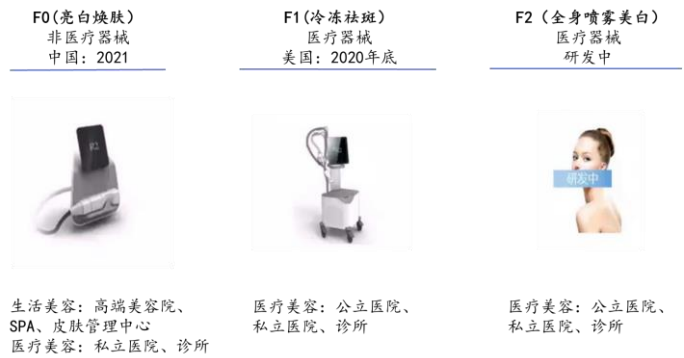 F0(亮白焕肤)
非医疗器械
中国：2021
F1(冷冻祛斑)
医疗器械
美国：2020年底
F2（全身喷雾美白)
医疗器械
研发中
研发中
生活美容：高端美容院、
SPA、皮肤管理中心
医疗美容：私立医院、诊所
医疗美容：公立医院、
私立医院、诊所
医疗美容：公立医院、
私立医院、诊所